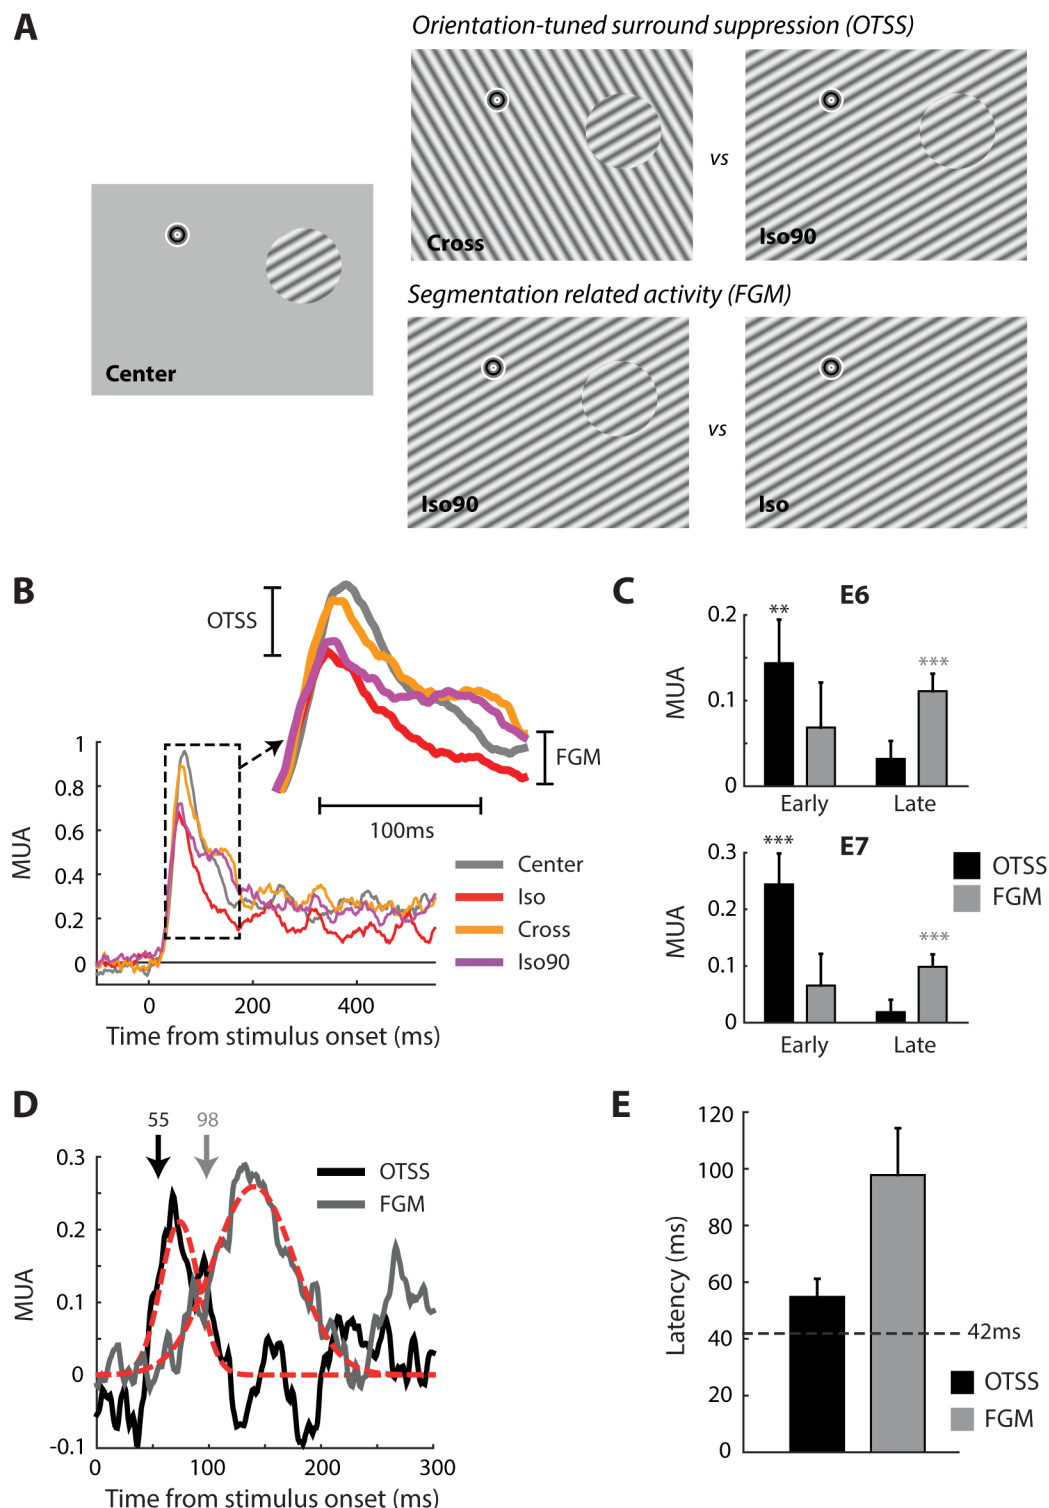 A
Orientation-tuned surround suppression (OTSS)
Center
Cross
vs
Iso90
Segmentation related activity (FGM)
Iso90
vs
Iso
B
OTSS
FGM
100ms
MUA
1
0.8
0.6
0.4
0.2
0
0
200
400
Time from stimulus onset (ms)
Center
Iso
Cross
Iso90
C
E6
MUA
0.2
0.1
0
**
***
Early
Late
E7
MUA
0.3
0.1
0
***
***
Early
Late
OTSS
FGM
D
55
98
MUA
0.3
0.2
0.1
0
-0.1
0
100
200
300
Time from stimulus onset (ms)
OTSS
FGM
E
Latency (ms)
120
100
80
60
40
20
0
42ms
OTSS
FGM